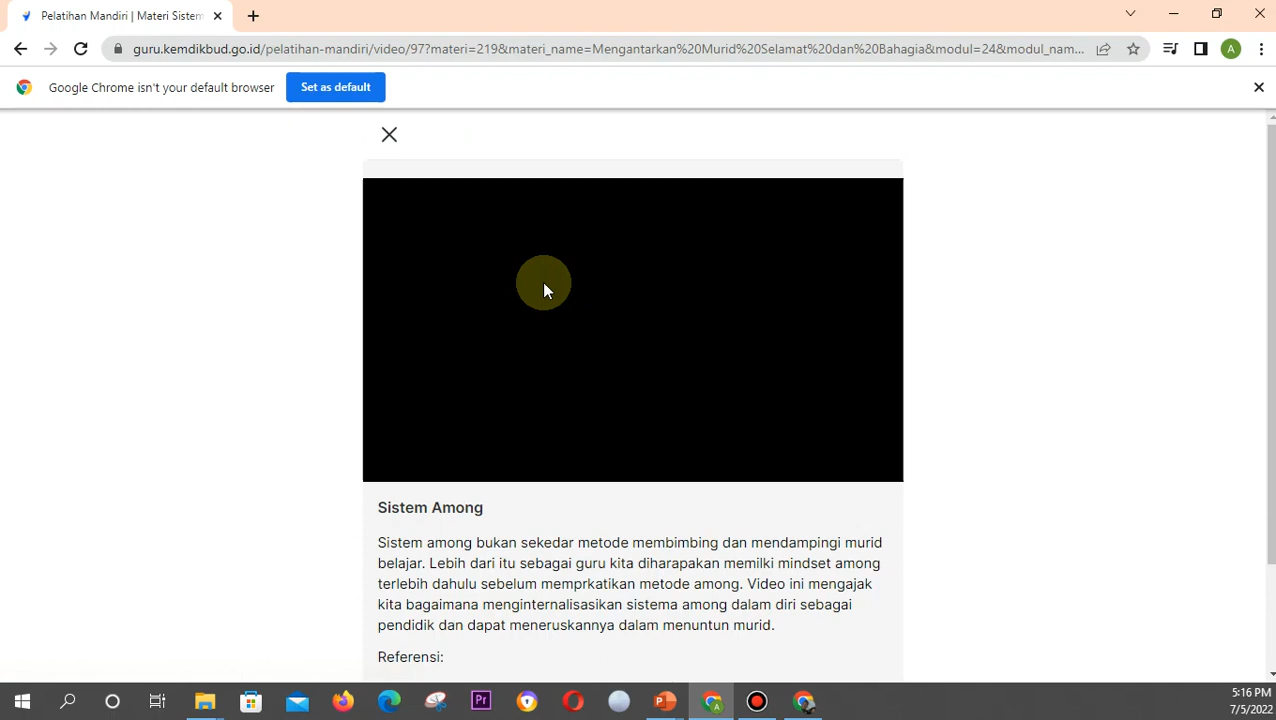 Pelatihan Mandiri | Materi Sistem
guru.kemdikbud.go.id/pelatihan-mandiri/video/97?materi=219&materi_name=Mengantarkan%20Murid%20Selamat%20dan%20Bahagia&modul=24&modul_nam...
A
Google Chrome isn't your default browser
Set as default
Sistem Among
Sistem among bukan sekedar metode membimbing dan mendampingi murid
belajar. Lebih dari itu sebagai guru kita diharapakan memilki mindset among
terlebih dahulu sebelum memprkatikan metode among. Video ini mengajak
kita bagaimana menginternalisasikan sistema among dalam diri sebagai
pendidik dan dapat meneruskannya dalam menuntun murid.
Referensi:
Pr
P
A
5:16 PM
7/5/2022